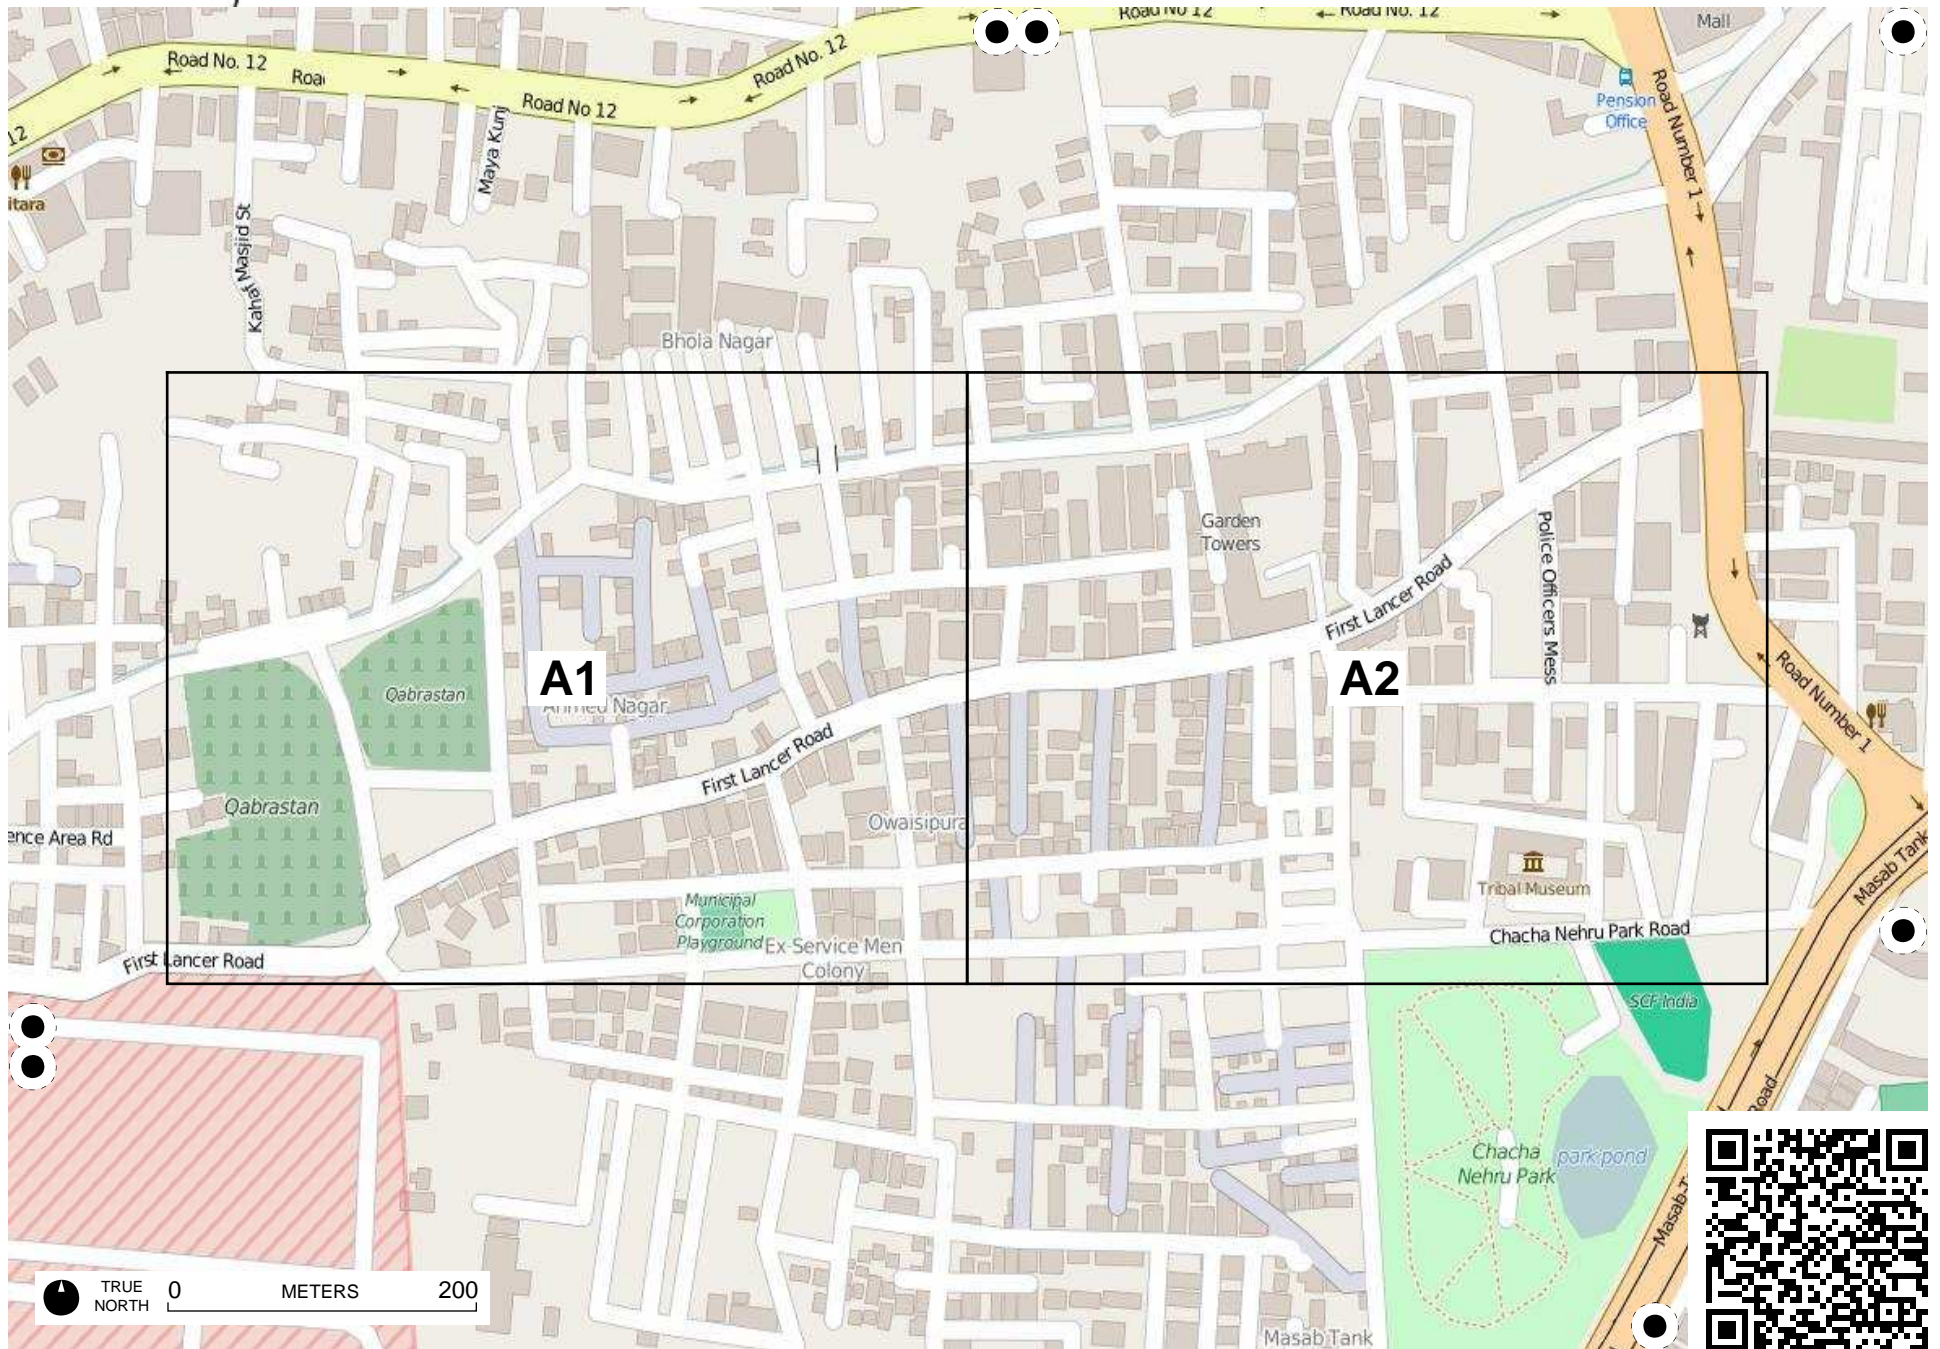 Road No 12
Road No. 12
Mall
Road No. 12
Road No. 12
Road No 12
12
Road Number 1
Pension
Office
Maya Kunj
itara
Kahaf Masjid St
Bhola Nagar
Garden
Towers
Police Officers Mess
First Lancer Road
A1
A2
Qabrastan
Ahmed Nagar
Road Number 1
First Lancer Road
Qabrastan
Owaisipura
ence Area Rd
Tribal Museum
Masab Tank
Municipal
Corporation
Playground
Ex Service Men
Colony
Chacha Nehru Park Road
First Lancer Road
SCF India
Road
Chacha
Nehru Park
park pond
Masab T
TRUE
NORTH
0 METERS 200
Masab Tank